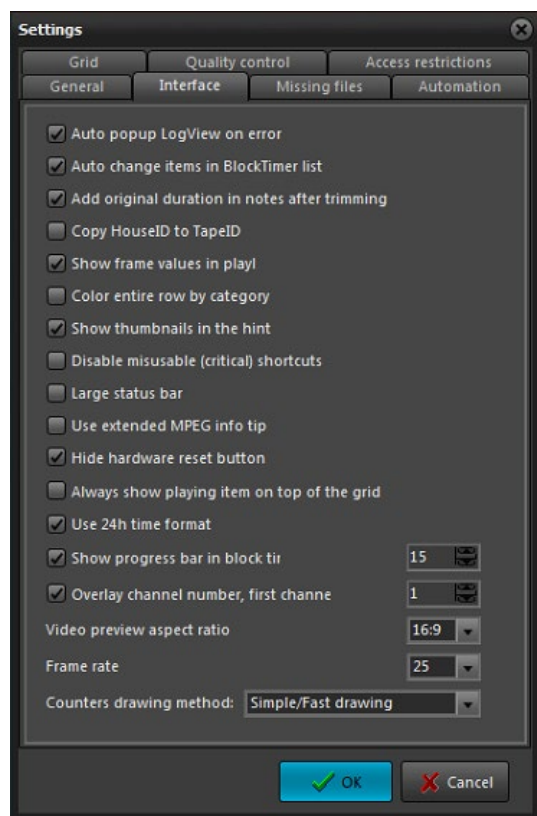 Settings
Grid Quality control Access restrictions
General Interface Missing files Automation
Auto popup LogView on error
Auto change items in BlockTimer list
Add original duration in notes after trimming
Copy HouseID to TapeID
Show frame values in playl
Color entire row by category
Show thumbnails in the hint
Disable misusable (critical) shortcuts
Large status bar
Use extended MPEG info tip
Hide hardware reset button
Always show playing item on top of the grid
Use 24h time format
Show progress bar in block tir 15
Overlay channel number, first channe 1
Video preview aspect ratio 16:9
Frame rate 25
Counters drawing method: Simple/Fast drawing
OK Cancel